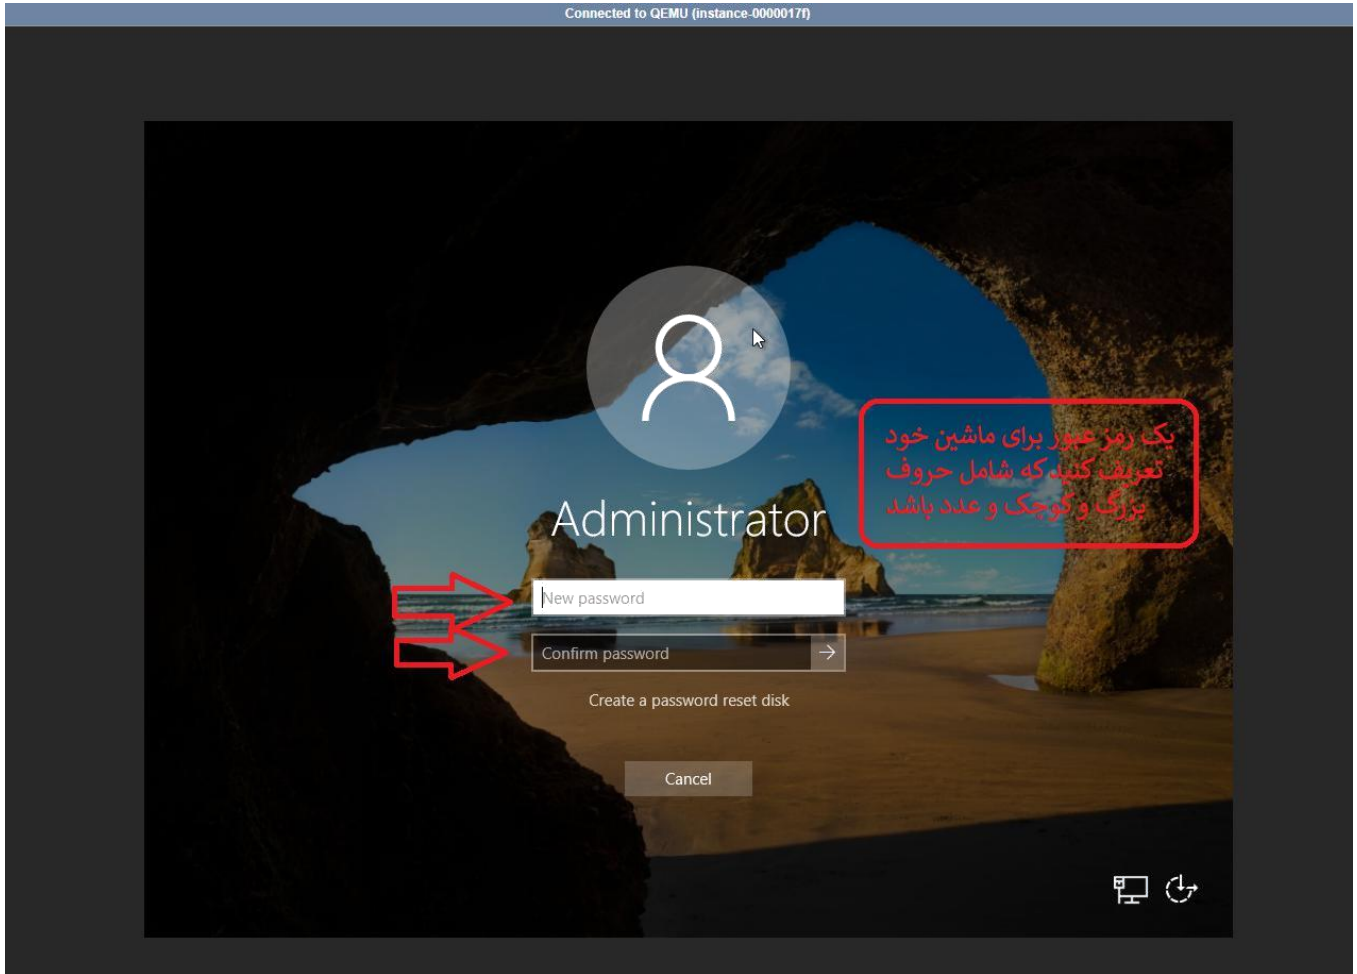 Connected to QEMU (instance-0000017f)
یک رمز عبور برای ماشین خود
تعریف کنید که شامل حروف
بزرگ و کوچک و عدد باشد
Administrator
New password
Confirm password
Create a password reset disk
Cancel